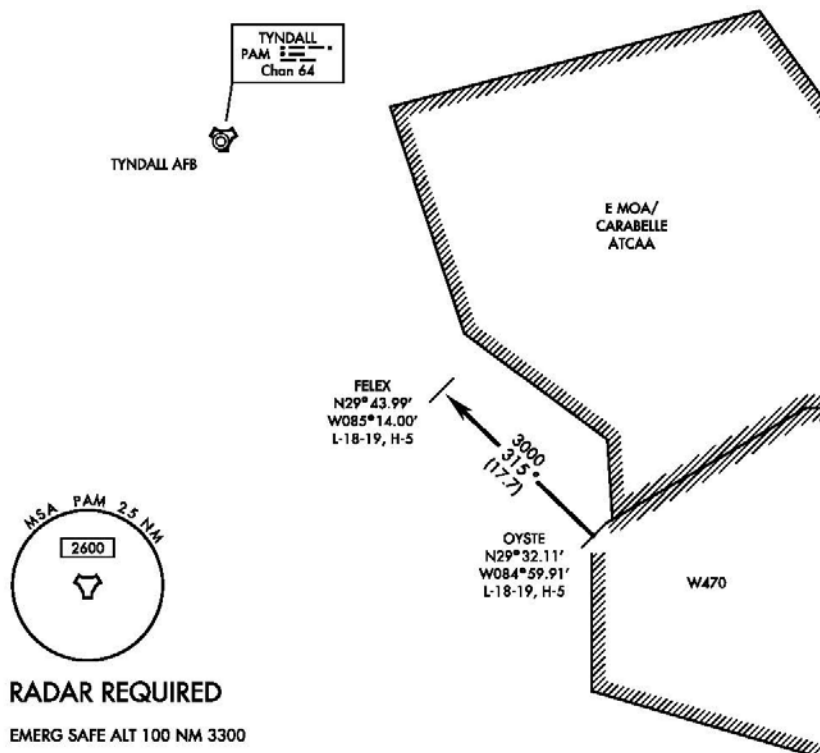 TYNDALL
PAM
Chan 64
TYNDALL AFB
E MOA/
CARABELLE
ATCAA
FELEX
N29°43.99'
W085°14.00'
L-18-19, H-5
3000
315°
(17.7)
OYSTE
N29°32.11'
W084°59.91'
L-18-19, H-5
W470
MSA PAM 25 NM
2600
RADAR REQUIRED
EMERG SAFE ALT 100 NM 3300